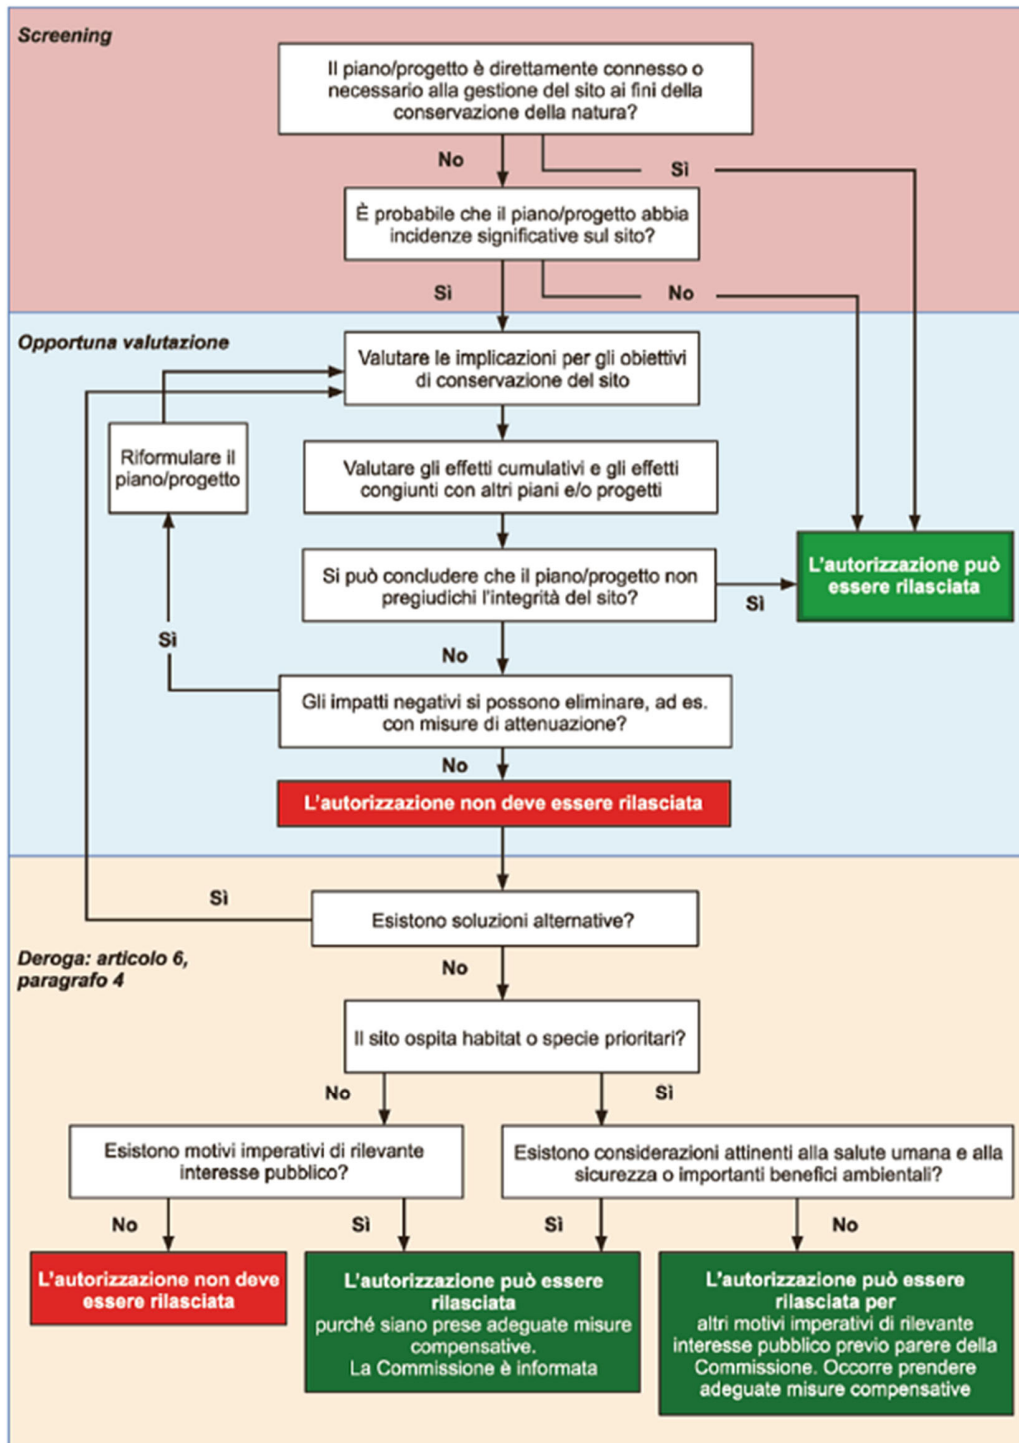 Screening
Il piano/progetto è direttamente connesso o
necessario alla gestione del sito ai fini della
conservazione della natura?
No
Sì
È probabile che il piano/progetto abbia
incidenze significative sul sito?
Sì
No
Opportuna valutazione
Valutare le implicazioni per gli obiettivi
di conservazione del sito
Riformulare il
piano/progetto
Valutare gli effetti cumulativi e gli effetti
congiunti con altri piani e/o progetti
Si può concludere che il piano/progetto non
pregiudichi l'integrità del sito?
Sì
L'autorizzazione può
essere rilasciata
Sì
No
Gli impatti negativi si possono eliminare, ad es.
con misure di attenuazione?
No
L'autorizzazione non deve essere rilasciata
Sì
Esistono soluzioni alternative?
Deroga: articolo 6,
paragrafo 4
No
Il sito ospita habitat o specie prioritari?
No
Sì
Esistono motivi imperativi di rilevante
interesse pubblico?
Esistono considerazioni attinenti alla salute umana e alla
sicurezza o importanti benefici ambientali?
No
Sì
Sì
No
L'autorizzazione non deve
essere rilasciata
L'autorizzazione può essere
rilasciata
purché siano prese adeguate misure
compensative.
La Commissione è informata
L'autorizzazione può essere
rilasciata per
altri motivi imperativi di rilevante
interesse pubblico previo parere della
Commissione. Occorre prendere
adeguate misure compensative